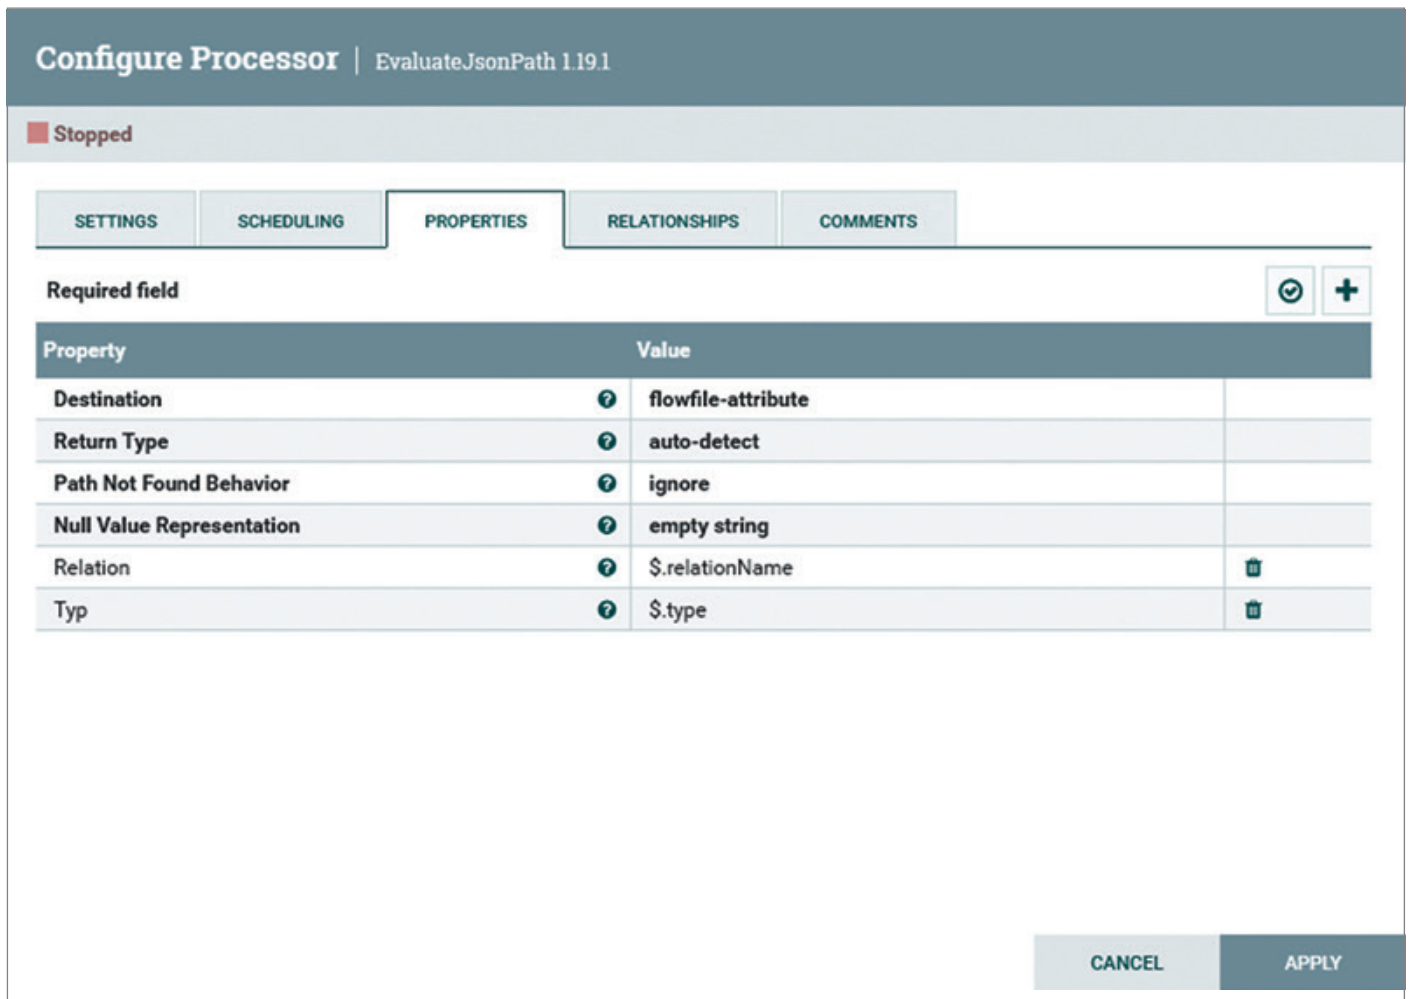 Configure Processor | EvaluateJsonPath 1.19.1
Stopped
SETTINGS SCHEDULING PROPERTIES RELATIONSHIPS COMMENTS
Required field
Property Value
Destination flowfile-attribute
Return Type auto-detect
Path Not Found Behavior ignore
Null Value Representation empty string
Relation $.relationName
Typ $.type
CANCEL APPLY